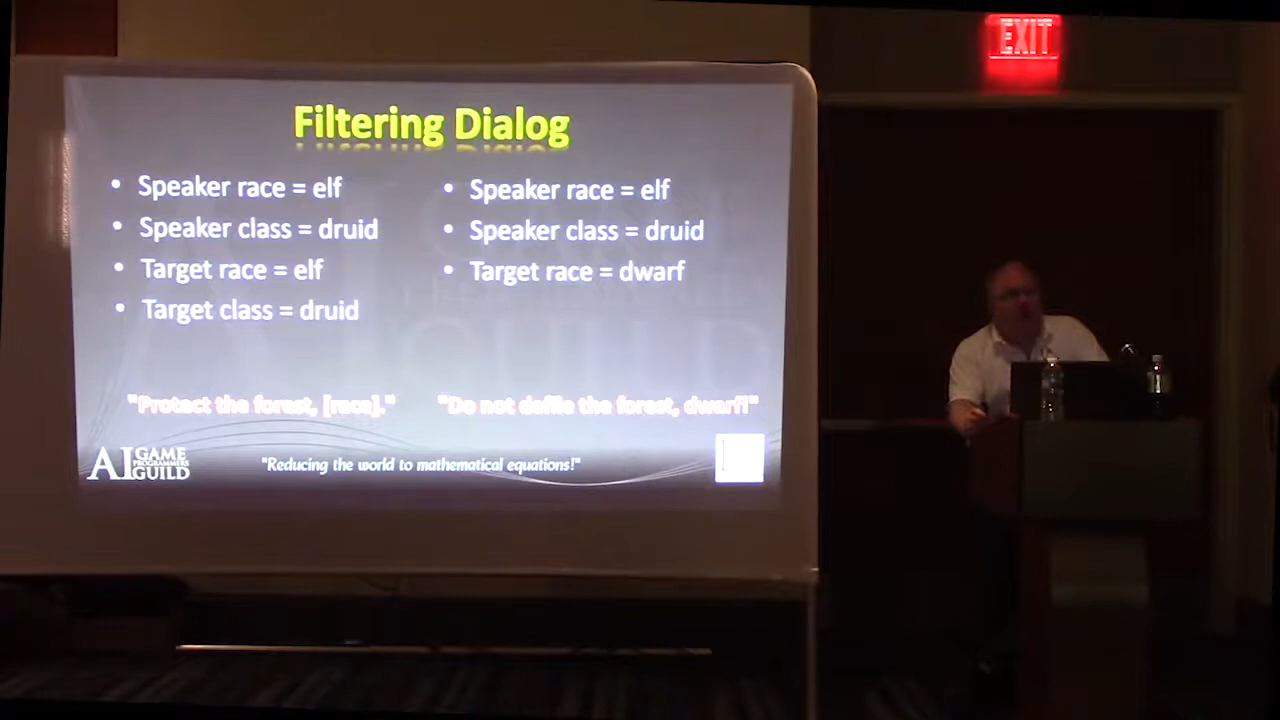 EXIT
Filtering Dialog
• Speaker race = elf
• Speaker class = druid
• Target race = elf
• Target class = druid
• Speaker race = elf
• Speaker class = druid
• Target race = dwarf
"Protect the forest, [race]."
"Do not defile the forest, dwarf!"
AI GAME
PROGRAMMERS
GUILD
"Reducing the world to mathematical equations!"